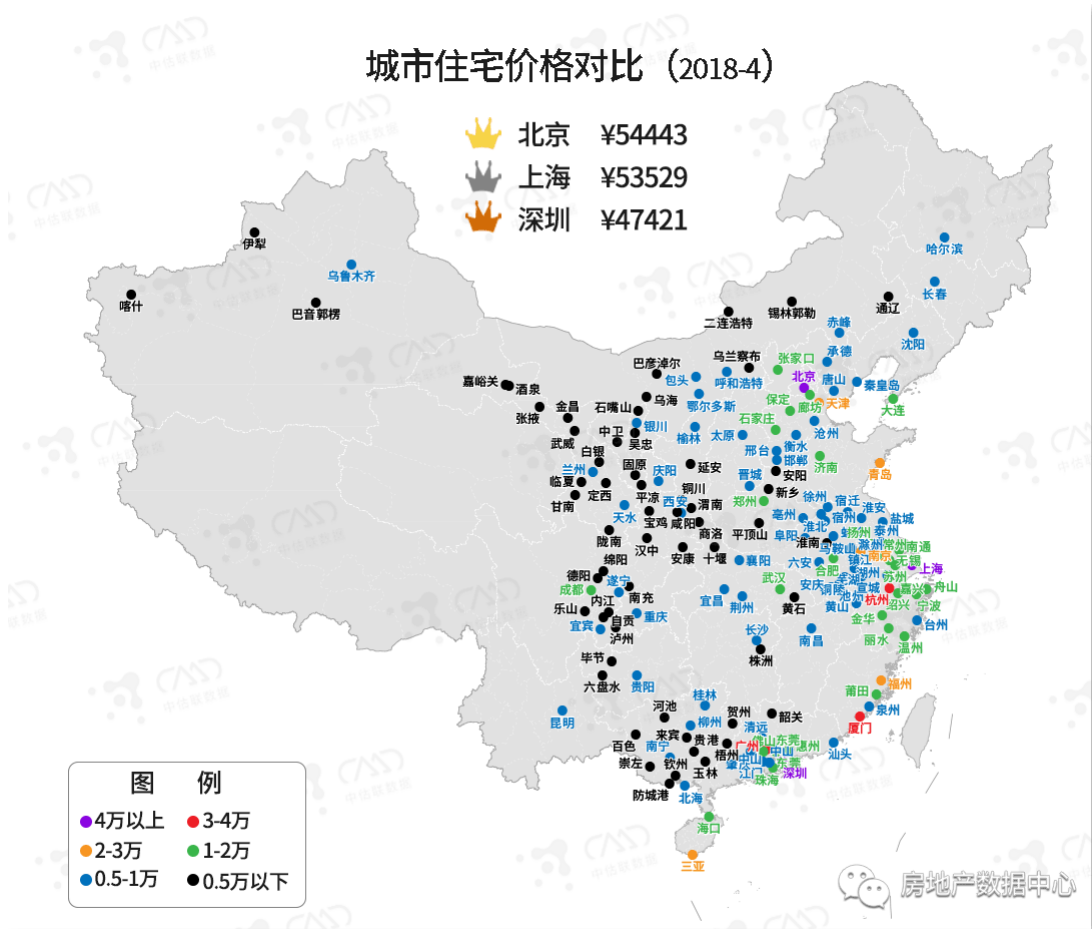 城市住宅价格对比（2018-4）
北京 ¥54443
上海 ¥53529
深圳 ¥47421
伊犁
乌鲁木齐
喀什
巴音郭楞
哈尔滨
长春
通辽
锡林郭勒
二连浩特
沈阳
赤峰
承德
乌兰察布
张家口
巴彦淖尔
包头
呼和浩特
北京
唐山
秦皇岛
嘉峪关
酒泉
鄂尔多斯
保定
廊坊
天津
大连
张掖
金昌
石嘴山
乌海
银川
石家庄
沧州
武威
中卫
吴忠
榆林
太原
衡水
白银
邢台
邯郸
济南
青岛
兰州
固原
庆阳
延安
晋城
安阳
临夏
定西
平凉
铜川
新乡
甘南
西安
渭南
郑州
徐州
宿迁
淮安
天水
宝鸡
咸阳
商洛
平顶山
亳州
淮北
宿州
盐城
泰州
扬州
陇南
汉中
安康
十堰
阜阳
淮南
滁州
常州
南通
马鞍山
南京
绵阳
襄阳
六安
合肥
镇江
无锡
上海
德阳
遂宁
武汉
芜湖
湖州
苏州
成都
南充
宜昌
荆州
黄石
安庆
铜陵
宣城
池州
黄山
杭州
嘉兴
舟山
绍兴
宁波
乐山
内江
自贡
重庆
宜宾
泸州
长沙
株洲
南昌
金华
丽水
台州
温州
毕节
六盘水
贵阳
昆明
桂林
河池
柳州
贺州
韶关
清远
莆田
福州
泉州
厦门
百色
南宁
来宾
贵港
梧州
广州
佛山
东莞
惠州
汕头
崇左
钦州
玉林
肇庆
中山
中山
东莞
江门
深圳
珠海
防城港
北海
海口
三亚
图 例
4万以上 3-4万
2-3万 1-2万
0.5-1万 0.5万以下
房地产数据中心
中估联数据